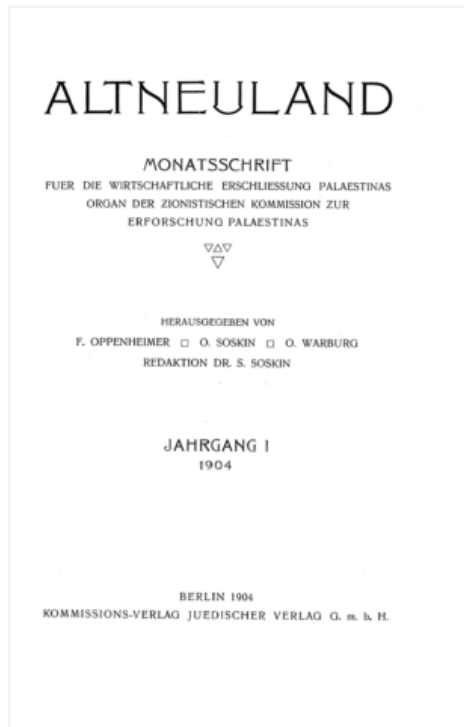 ALTNEULAND
MONATSSCHRIFT
FUER DIE WIRTSCHAFTLICHE ERSCHLIESSUNG PALAESTINAS
ORGAN DER ZIONISTISCHEN KOMMISSION ZUR
ERFORSCHUNG PALAESTINAS
HERAUSGEGEBEN VON
F. OPPENHEIMER □ O. SOSKIN □ O. WARBURG
REDAKTION DR. S. SOSKIN
JAHRGANG I
1904
BERLIN 1904
KOMMISSIONS-VERLAG JUEDISCHER VERLAG G. m. b. H.